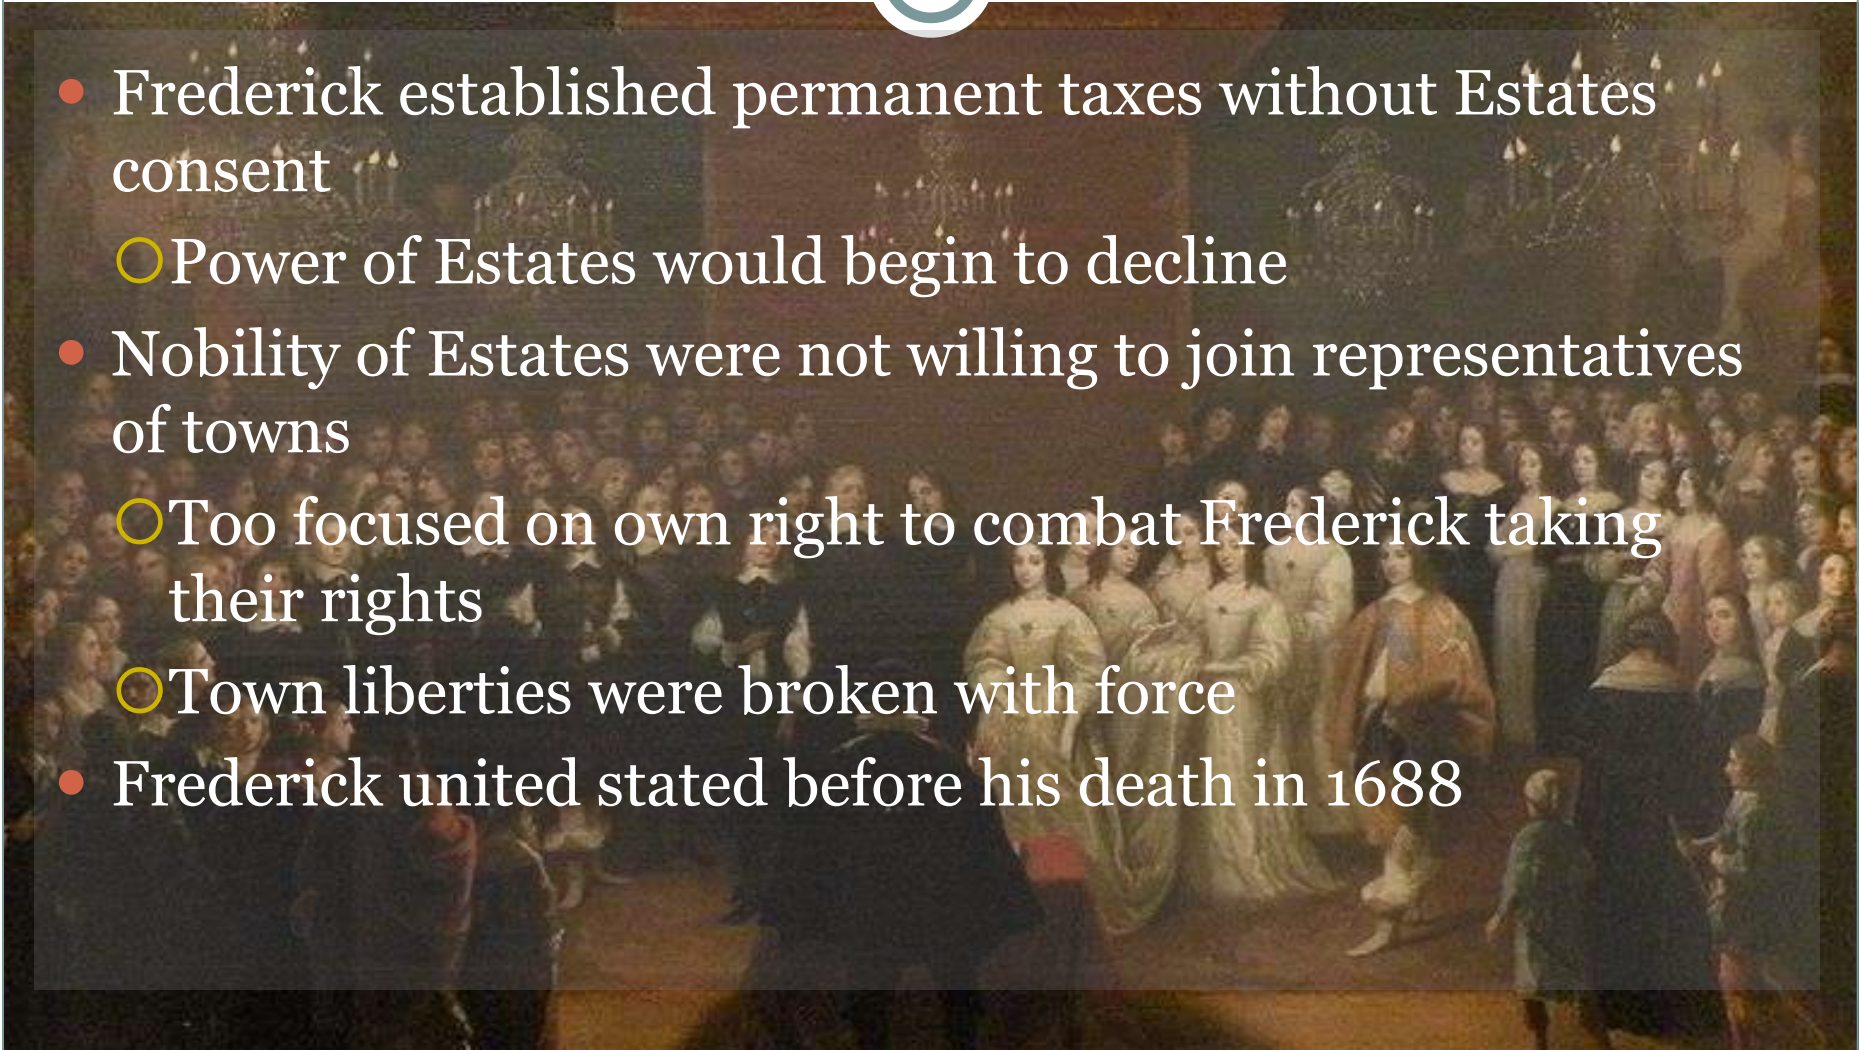 Frederick established permanent taxes without Estates
consent
Power of Estates would begin to decline
Nobility of Estates were not willing to join representatives
of towns
Too focused on own right to combat Frederick taking
their rights
Town liberties were broken with force
Frederick united stated before his death in 1688